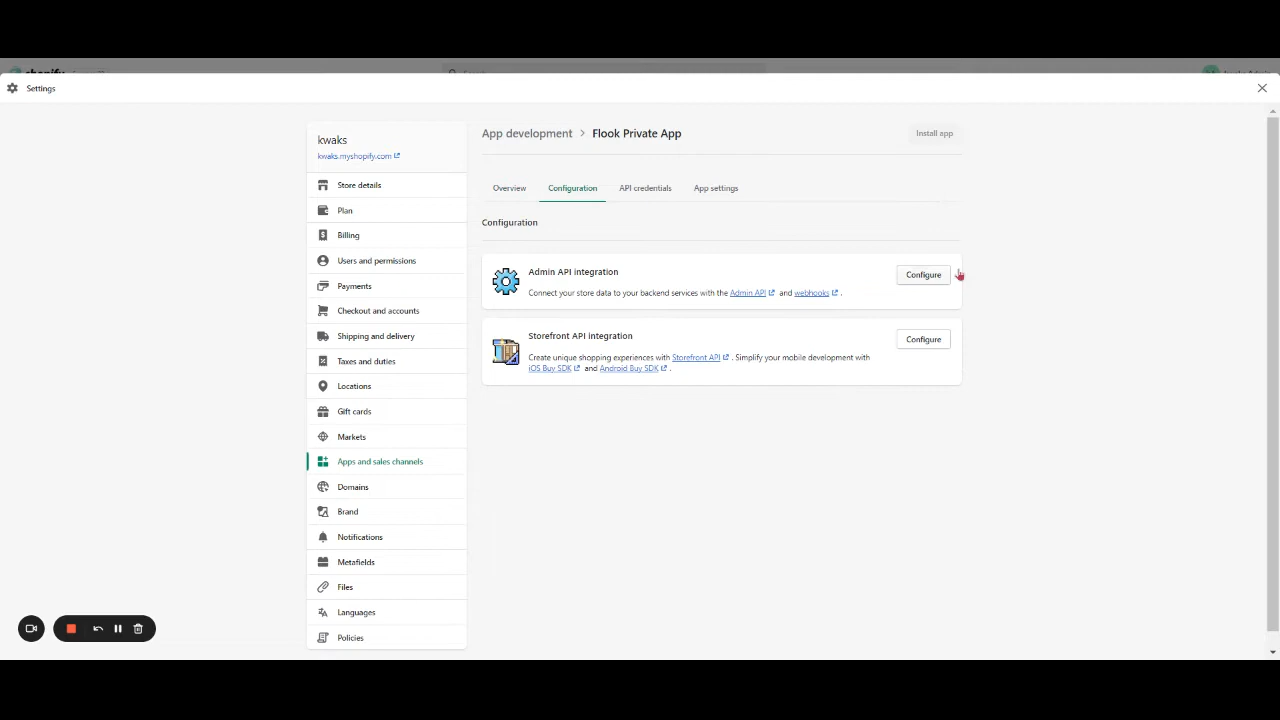 shopify
Search
Settings
kwaks
kwaks.myshopify.com
Store details
Plan
Billing
Users and permissions
Payments
Checkout and accounts
Shipping and delivery
Taxes and duties
Locations
Gift cards
Markets
Apps and sales channels
Domains
Brand
Notifications
Metafields
Files
Languages
Policies
App development > Flook Private App
Install app
Overview Configuration API credentials App settings
Configuration
Admin API integration
Connect your store data to your backend services with the Admin API and webhooks .
Configure
Storefront API Integration
Create unique shopping experiences with Storefront API . Simplify your mobile development with
iOS Buy SDK and Android Buy SDK .
Configure